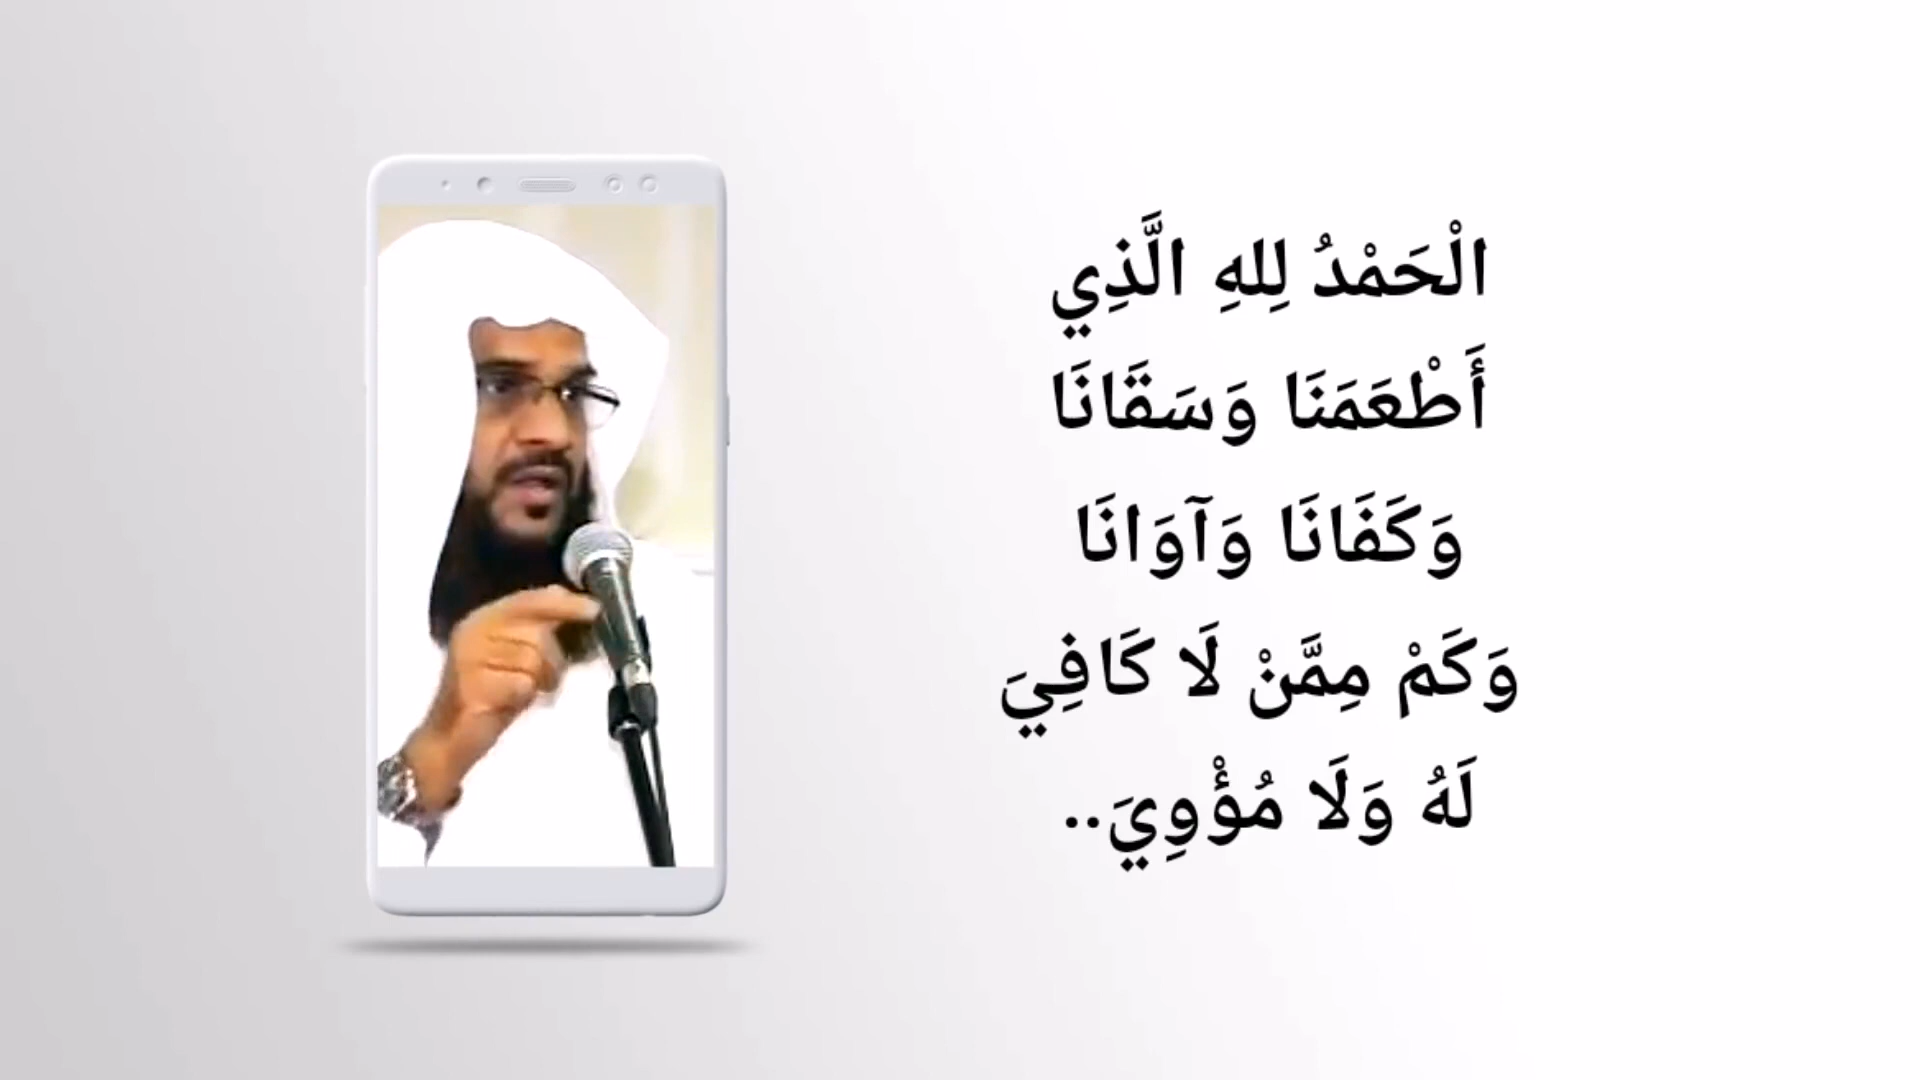 الْحَمْدُ لِلهِ الَّذِي
أَطْعَمَنَا وَسَقَانَا
وَكَفَانَا وَآوَانَا
وَكَمْ مِمَّنْ لَا كَافِيَ
لَهُ وَلَا مُؤْوِيَ..